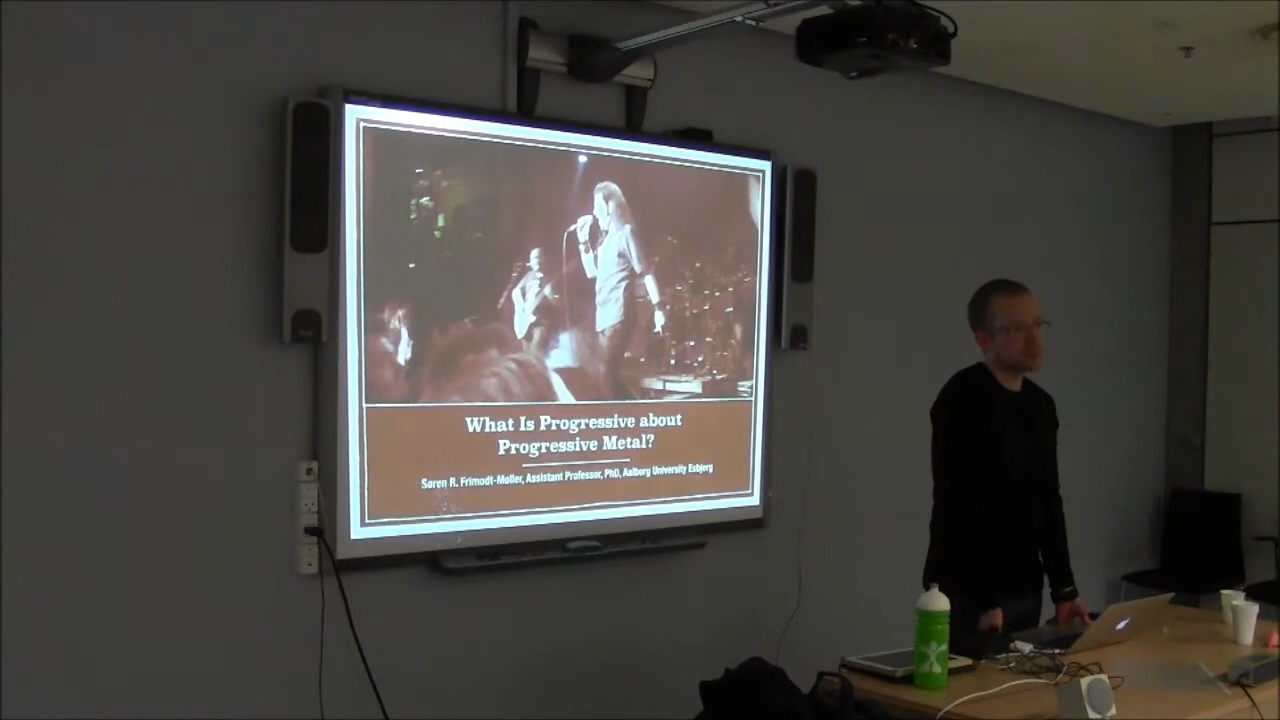 What Is Progressive about
Progressive Metal?
Søren R. Frimodt-Møller, Assistant Professor, PhD, Aalborg University Esbjerg